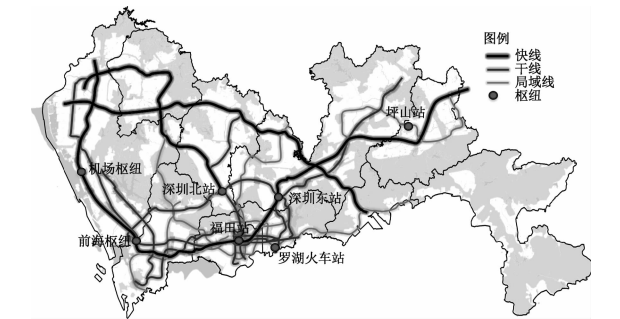 图例
快线
干线
局域线
枢纽
坪山站
机场枢纽
深圳北站
深圳东站
福田站
前海枢纽
罗湖火车站